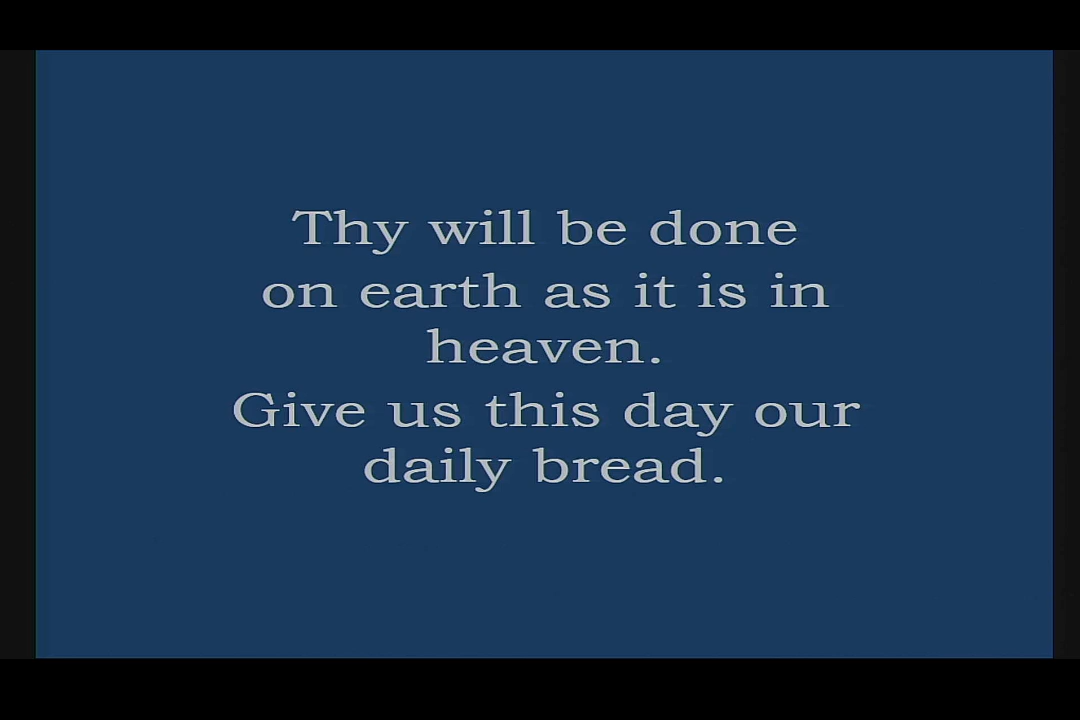 Thy will be done
on earth as it is in
heaven.
Give us this day our
daily bread.